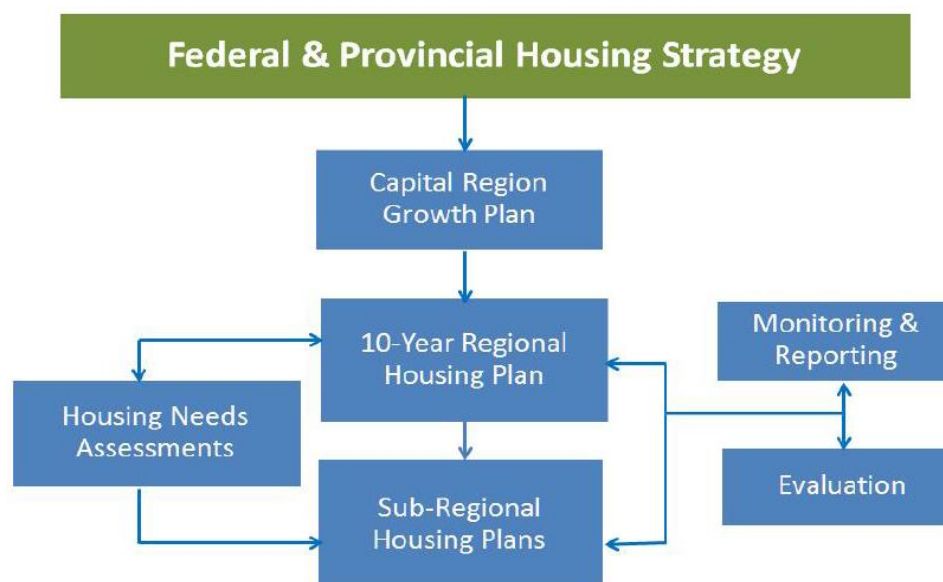 Federal & Provincial Housing Strategy
Capital Region
Growth Plan
10-Year Regional
Housing Plan
Monitoring &
Reporting
Housing Needs
Assessments
Evaluation
Sub-Regional
Housing Plans